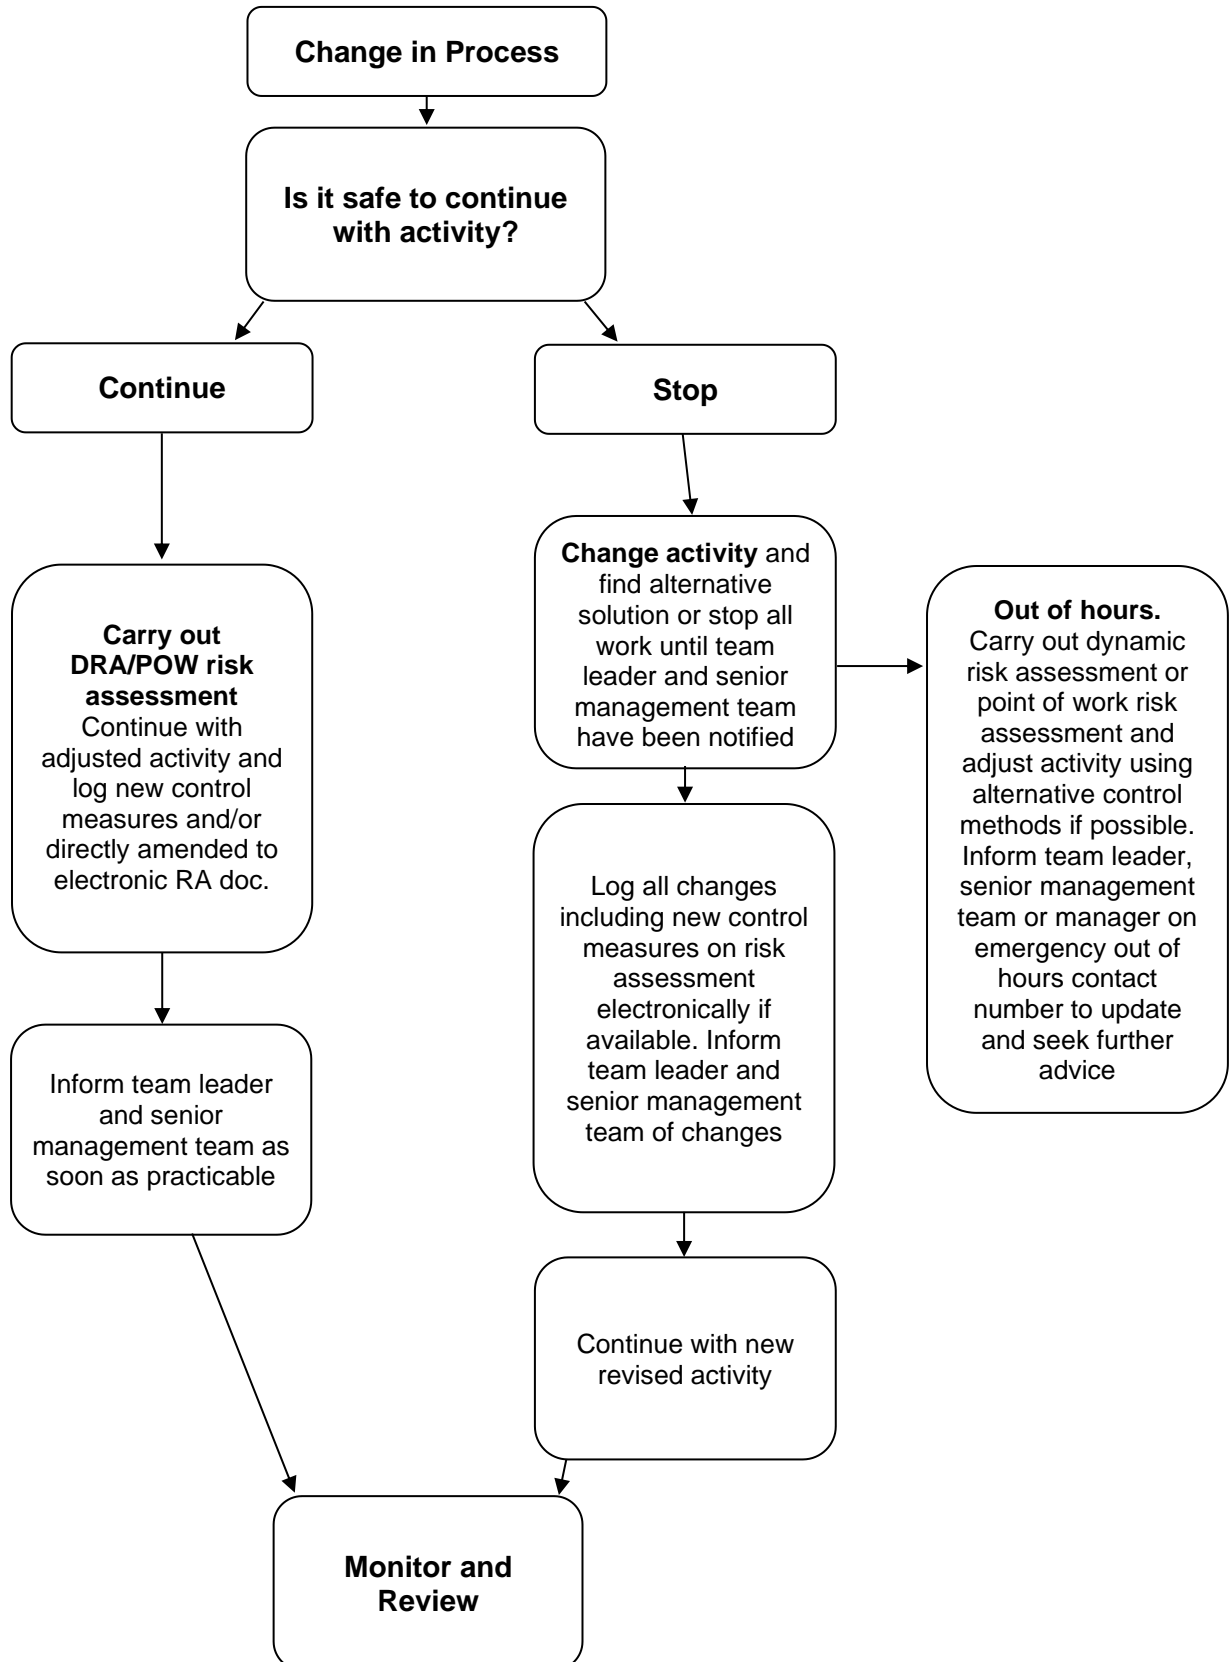 Change in Process
Is it safe to continue
with activity?
Continue
Stop
Carry out
DRA/POW risk
assessment
Continue with
adjusted activity and
log new control
measures and/or
directly amended to
electronic RA doc.
Change activity and
find alternative
solution or stop all
work until team
leader and senior
management team
have been notified
Out of hours.
Carry out dynamic
risk assessment or
point of work risk
assessment and
adjust activity using
alternative control
methods if possible.
Inform team leader,
senior management
team or manager on
emergency out of
hours contact
number to update
and seek further
advice
Log all changes
including new control
measures on risk
assessment
electronically if
available. Inform
team leader and
senior management
team of changes
Inform team leader
and senior
management team as
soon as practicable
Continue with new
revised activity
Monitor and
Review